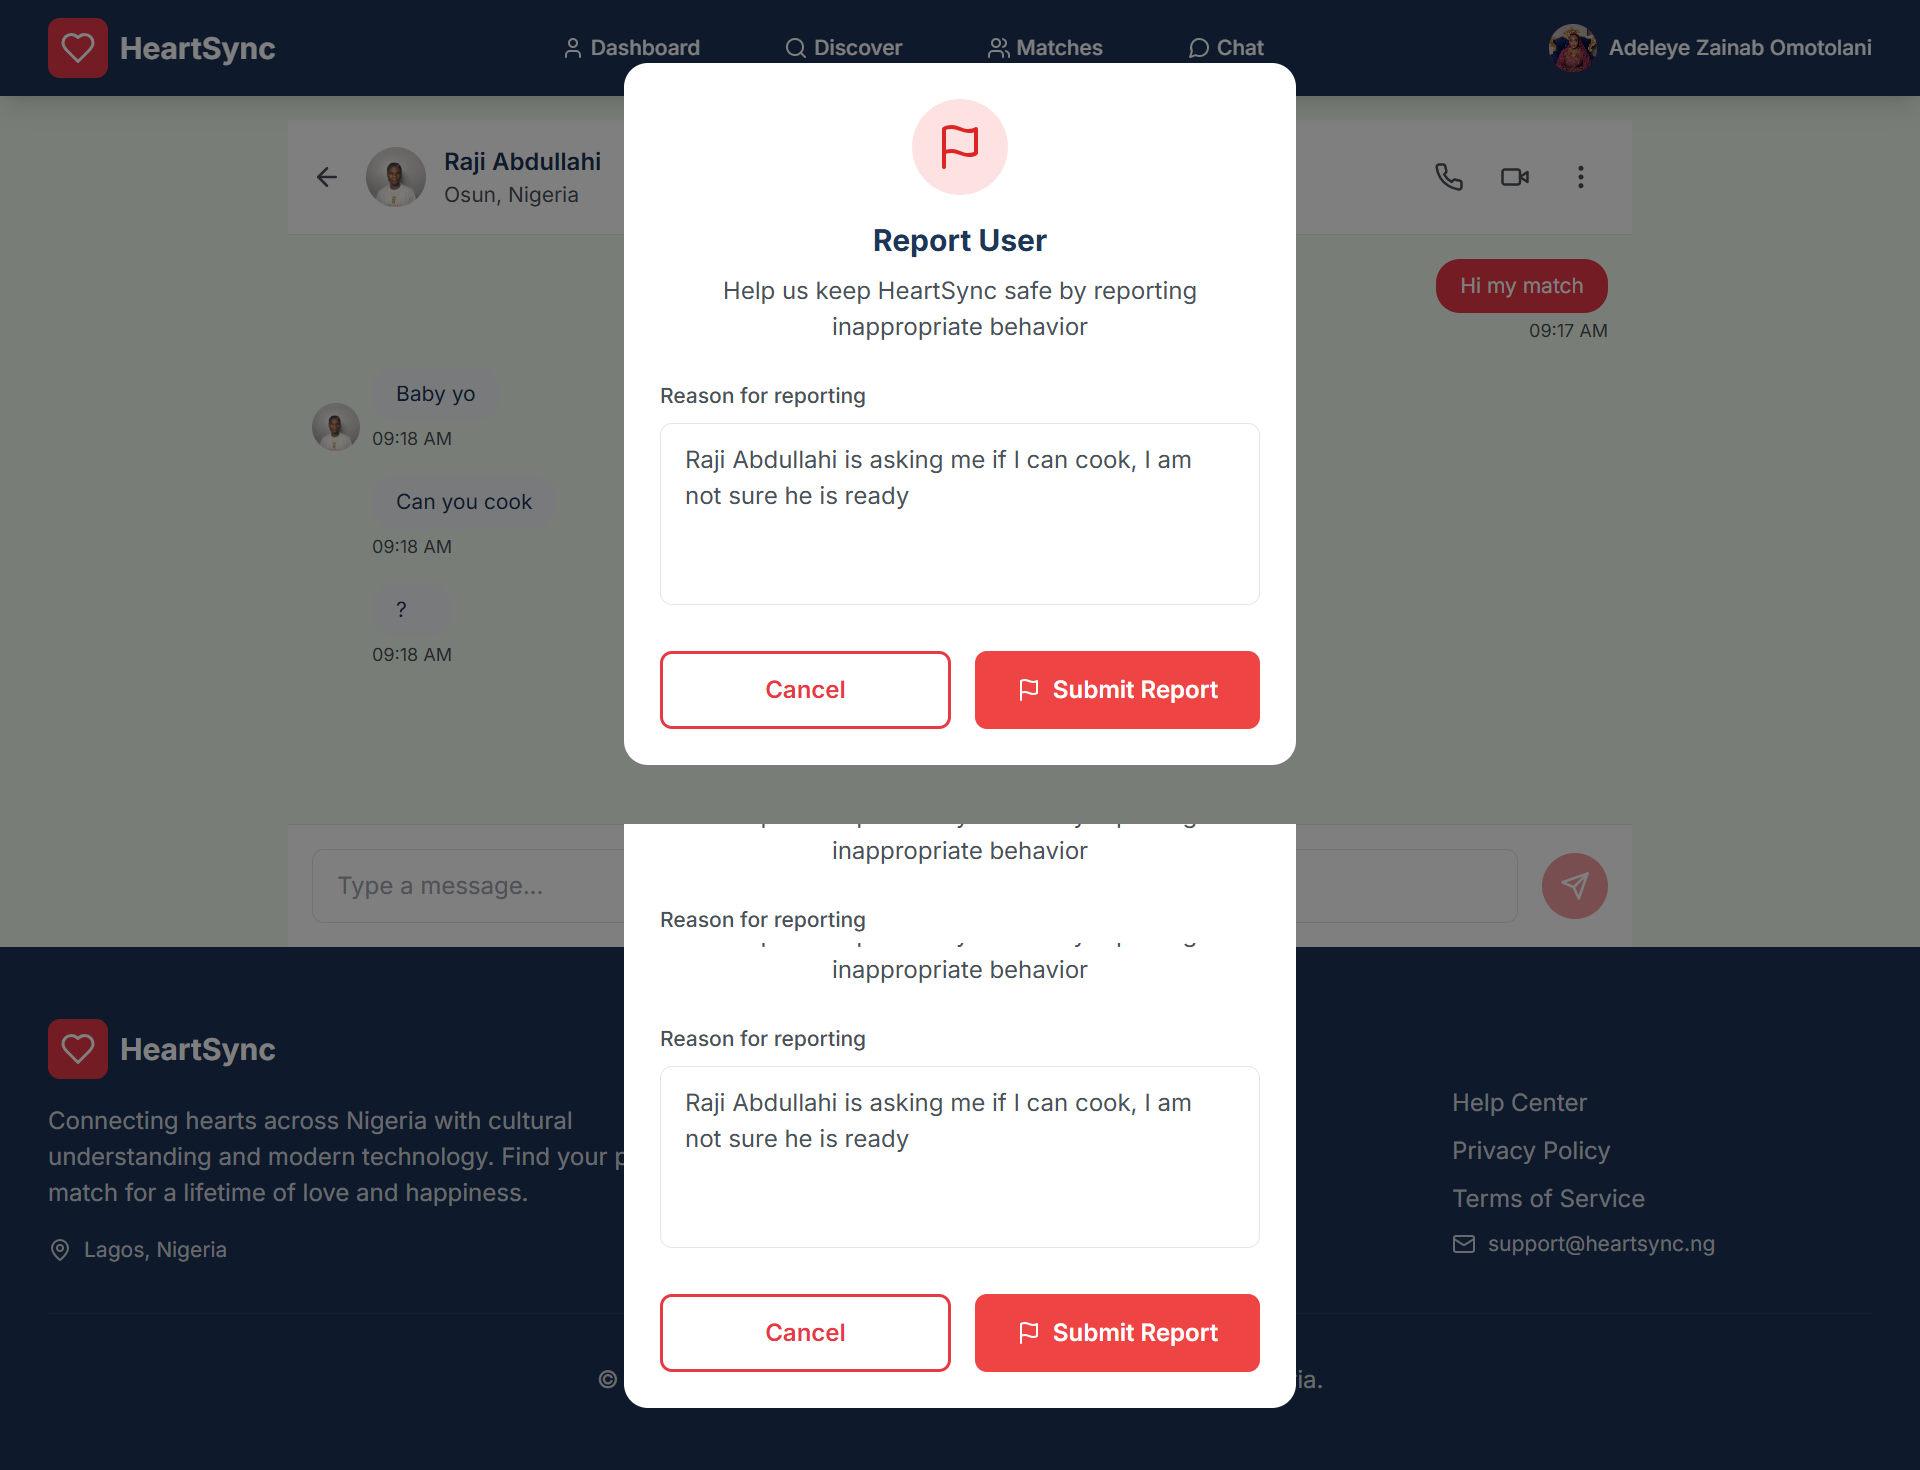 HeartSync
Dashboard
Discover
Matches
Chat
Adeleye Zainab Omotolani
Raji Abdullahi
Osun, Nigeria
Report User
Help us keep HeartSync safe by reporting
inappropriate behavior
Reason for reporting
Raji Abdullahi is asking me if I can cook, I am
not sure he is ready
Cancel
Submit Report
Hi my match
09:17 AM
Baby yo
09:18 AM
Can you cook
09:18 AM
?
09:18 AM
inappropriate behavior
Type a message...
Reason for reporting
inappropriate behavior
Reason for reporting
Raji Abdullahi is asking me if I can cook, I am
not sure he is ready
Cancel
Submit Report
HeartSync
Connecting hearts across Nigeria with cultural
understanding and modern technology. Find your
match for a lifetime of love and happiness.
Lagos, Nigeria
Help Center
Privacy Policy
Terms of Service
support@heartsync.ng
©